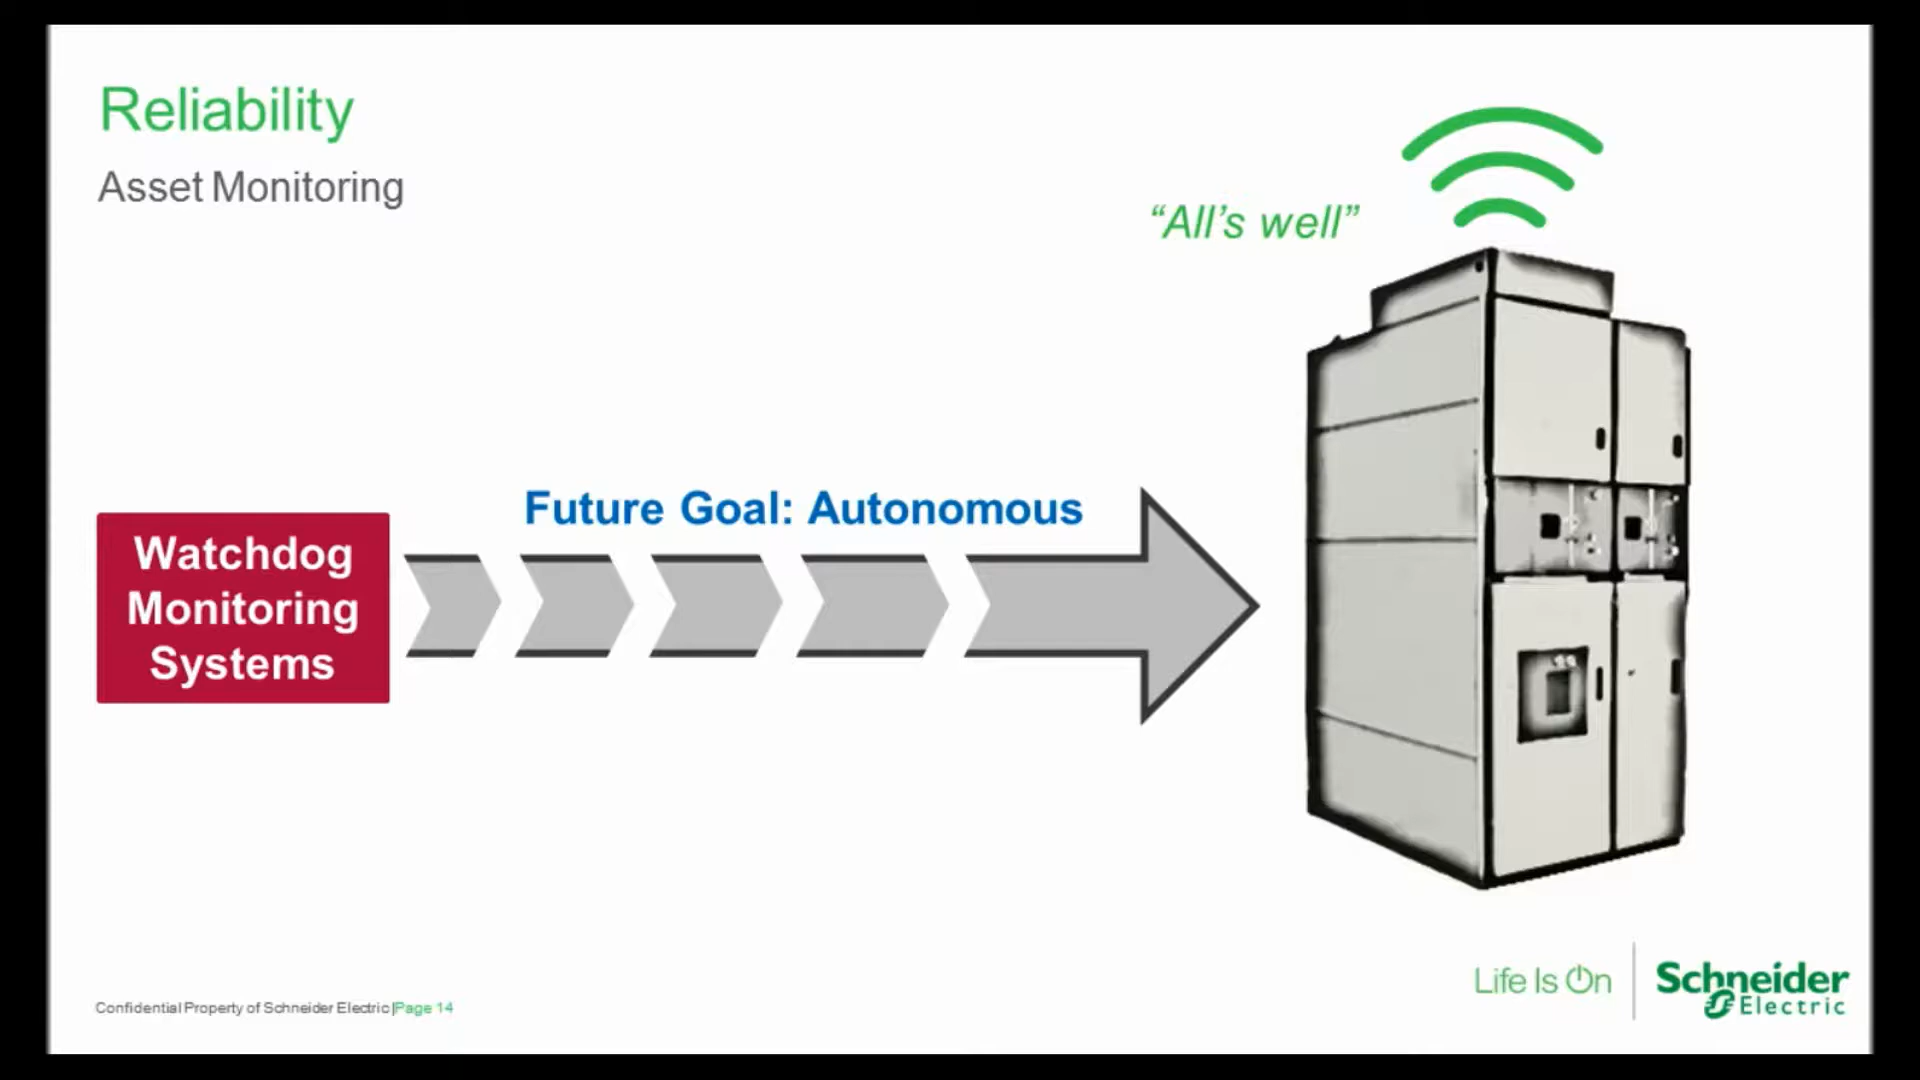 Reliability
Asset Monitoring
“All’s well”
Future Goal: Autonomous
Watchdog
Monitoring
Systems
Confidential Property of Schneider Electric |Page 14
Life Is On
Schneider
Electric